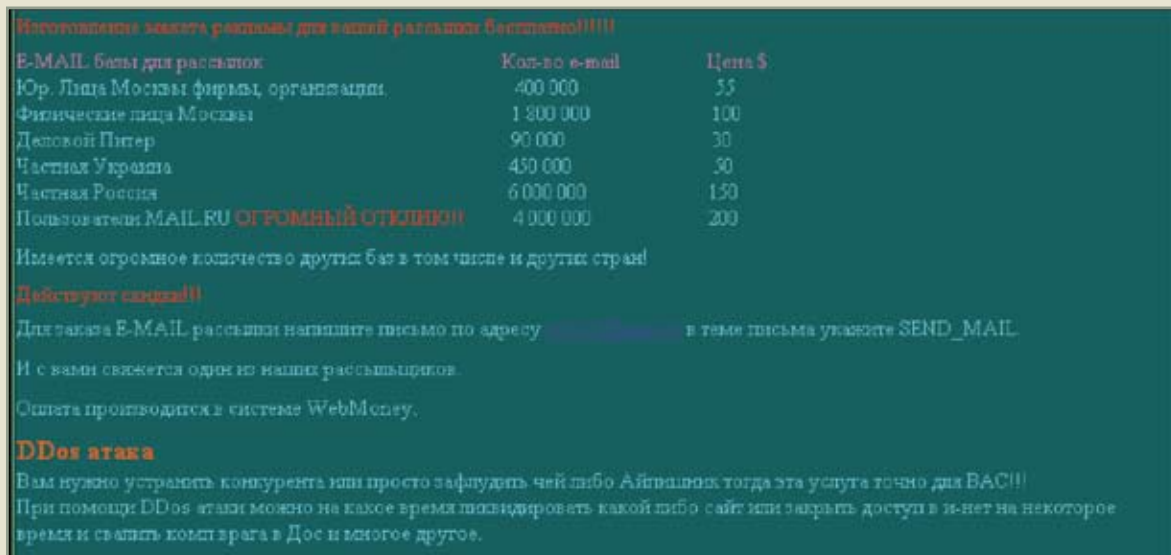 Изготовление макета рекламы для вашей рассылки бесплатно!!!!!!
E-MAIL базы для рассылок Кол-во e-mail Цена $
Юр. Лица Москвы фирмы, организации. 400 000 55
Физические лица Москвы 1 800 000 100
Деловой Питер 90 000 30
Частная Украина 450 000 50
Частная Россия 6 000 000 150
Пользователи MAIL.RU ОГРОМНЫЙ ОТКЛИК!!! 4 000 000 200
Имеется огромное количество других баз в том числе и других стран!
Действуют скидки!!!
Для заказа E-MAIL рассылки напишите письмо по адресу в теме письма укажите SEND_MAIL.
И с вами свяжется один из наших рассыльщиков.
Оплата производится в системе WebMoney.
DDos атака
Вам нужно устранить конкурента или просто зафлудить чей либо Айпишник тогда эта услуга точно для ВАС!!!
При помощи DDos атаки можно на какое время ликвидировать какой либо сайт или закрыть доступ в и-нет на некоторое
время и свалить комп врага в Дос и многое другое.